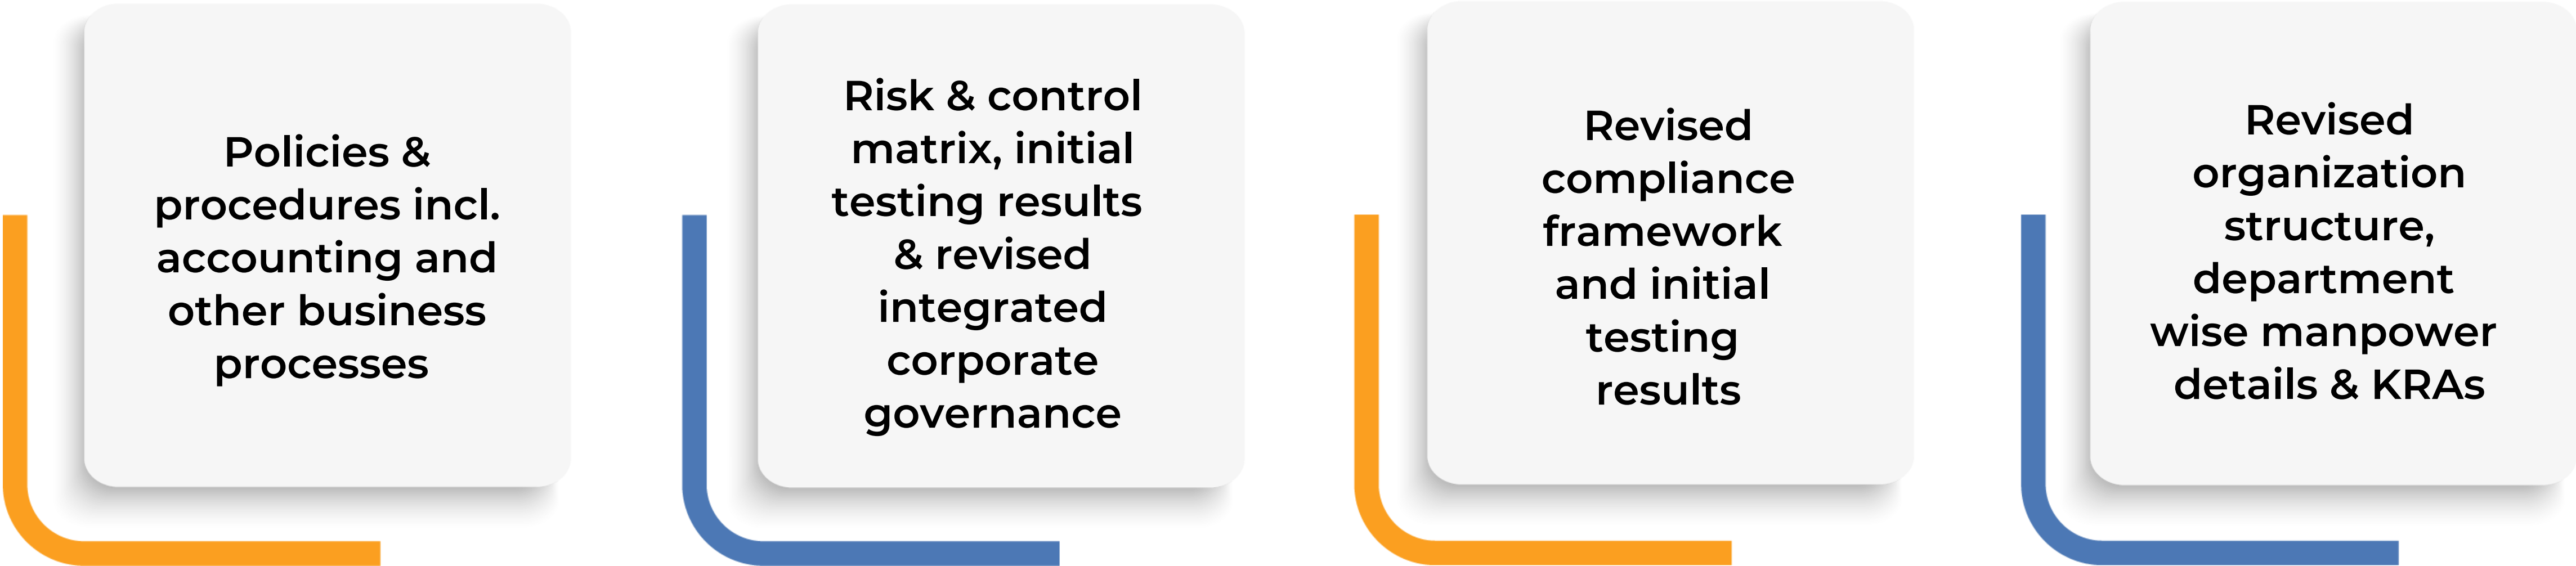 Policies &
procedures incl.
accounting and
other business
processes
Risk & control
matrix, initial
testing results
& revised
integrated
corporate
governance
Revised
compliance
framework
and initial
testing
results
Revised
organization
structure,
department
wise manpower
details & KRAs